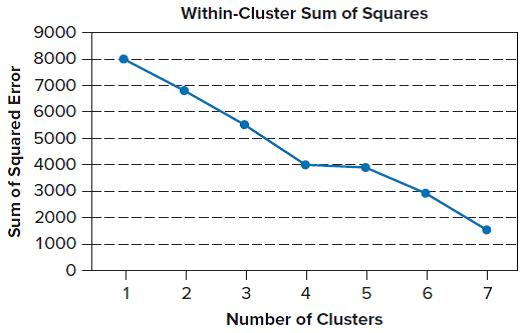 Within-Cluster Sum of Squares
Sum of Squared Error
9000
8000
7000
6000
5000
4000
3000
2000
1000
0
1 2 3 4 5 6 7
Number of Clusters